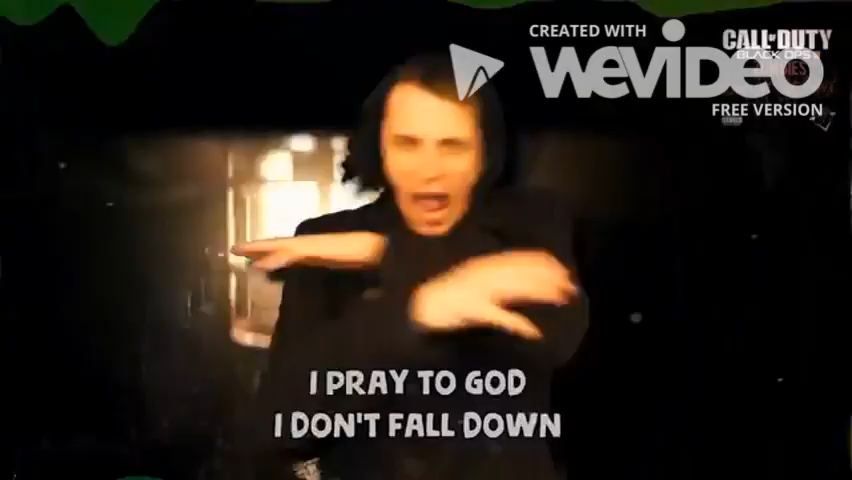 CREATED WITH
WeVideo
FREE VERSION
CALL OF DUTY
BLACK OPS
I PRAY TO GOD
I DON'T FALL DOWN